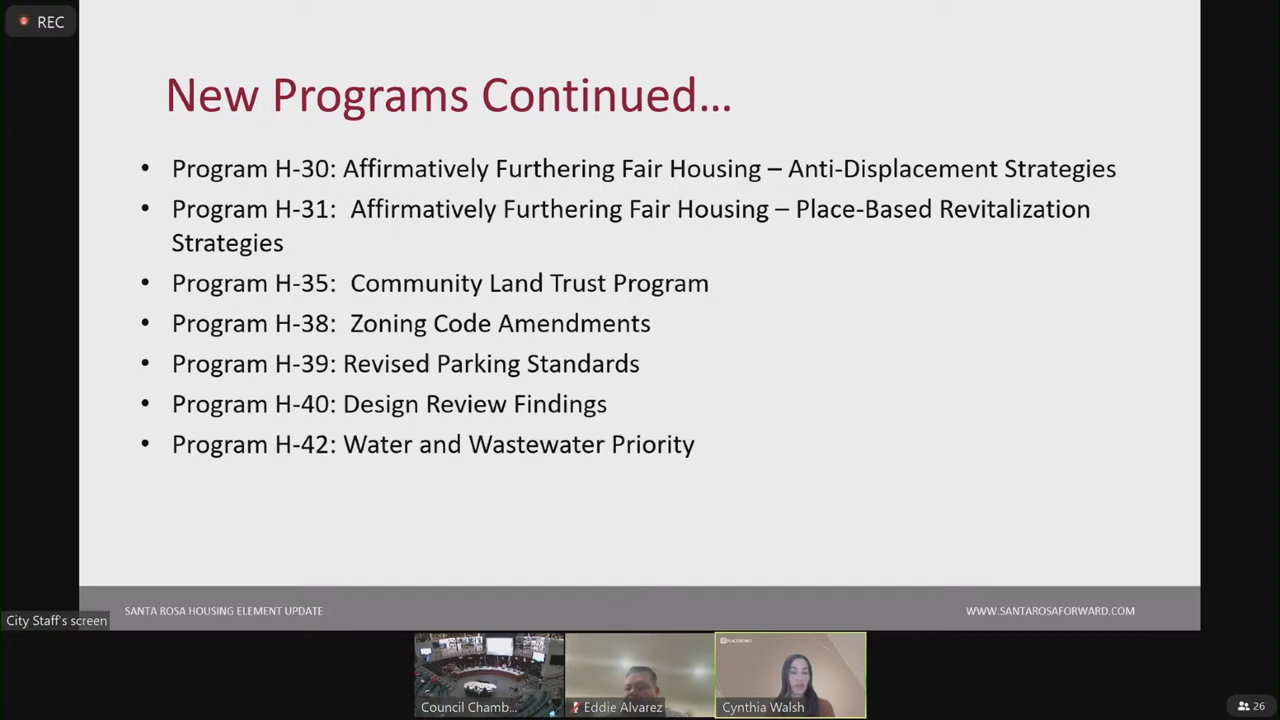 REC
New Programs Continued…
• Program H-30: Affirmatively Furthering Fair Housing – Anti-Displacement Strategies
• Program H-31:  Affirmatively Furthering Fair Housing – Place-Based Revitalization
Strategies
• Program H-35:  Community Land Trust Program
• Program H-38:  Zoning Code Amendments
• Program H-39: Revised Parking Standards
• Program H-40: Design Review Findings
• Program H-42: Water and Wastewater Priority
SANTA ROSA HOUSING ELEMENT UPDATE
WWW.SANTAROSAFORWARD.COM
City Staff's screen
PLACEWORKS
Council Chamb...
Eddie Alvarez
Cynthia Walsh
26